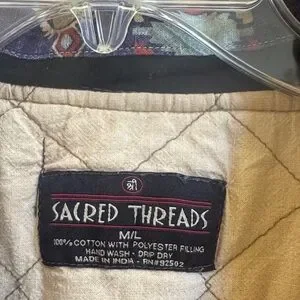 श्री
SACRED THREADS
M/L
100% COTTON WITH POLYESTER FILLING
HAND WASH - DRIP DRY
MADE IN INDIA - RN#92502